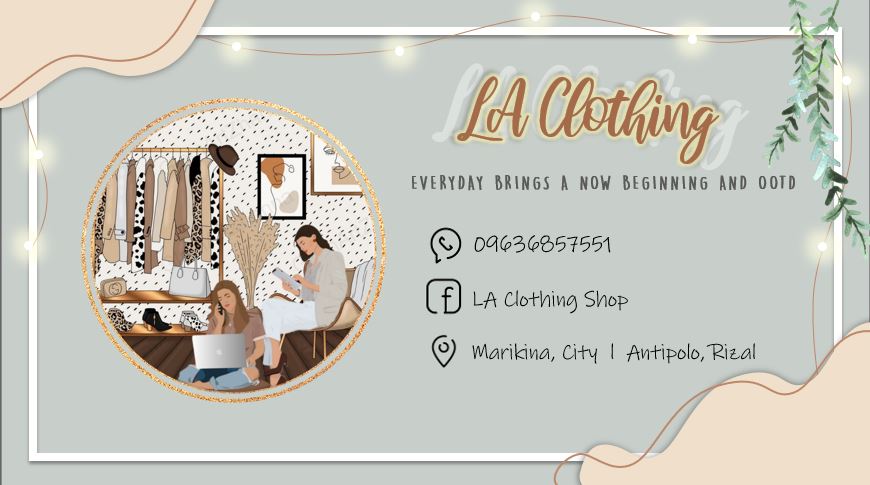 LA Clothing
EVERYDAY BRINGS A NOW BEGINNING AND OOTD
09636857551
LA Clothing Shop
Marikina, City | Antipolo, Rizal